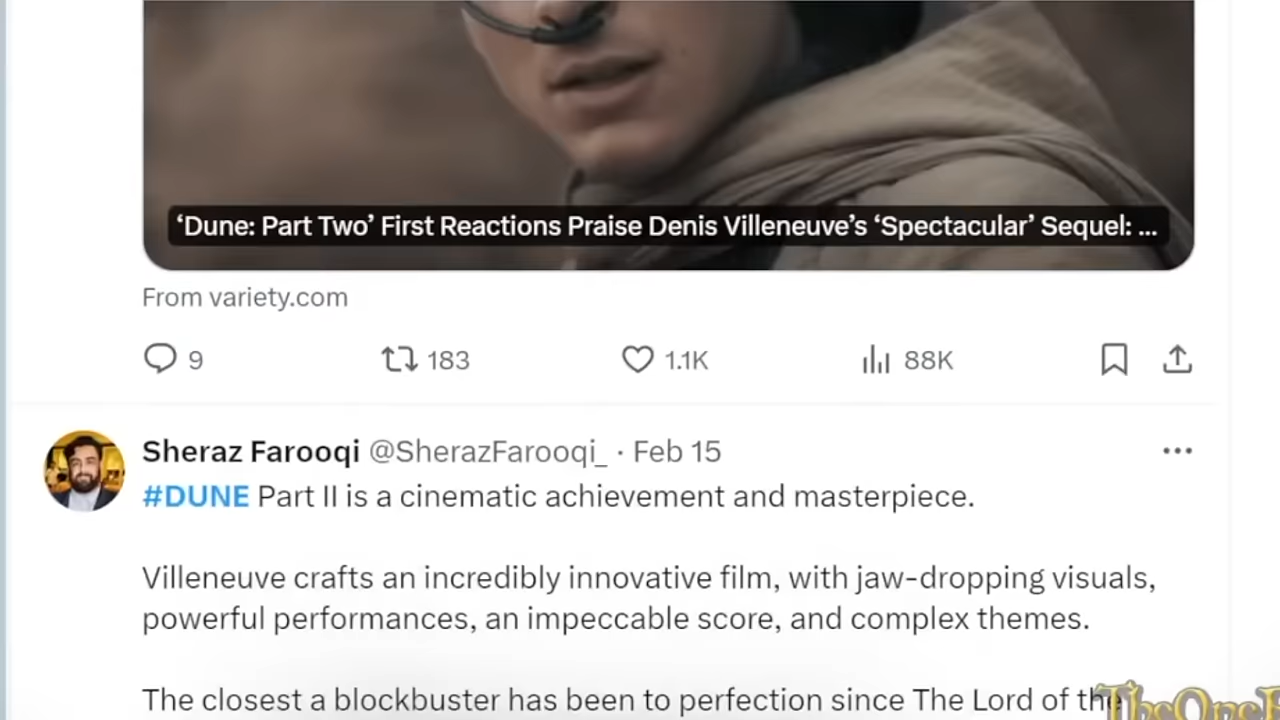 ‘Dune: Part Two’ First Reactions Praise Denis Villeneuve’s ‘Spectacular’ Sequel: ...
From variety.com
9 183 1.1K 88K
Sheraz Farooqi @SherazFarooqi_ · Feb 15
#DUNE Part II is a cinematic achievement and masterpiece.
Villeneuve crafts an incredibly innovative film, with jaw-dropping visuals,
powerful performances, an impeccable score, and complex themes.
The closest a blockbuster has been to perfection since The Lord of the